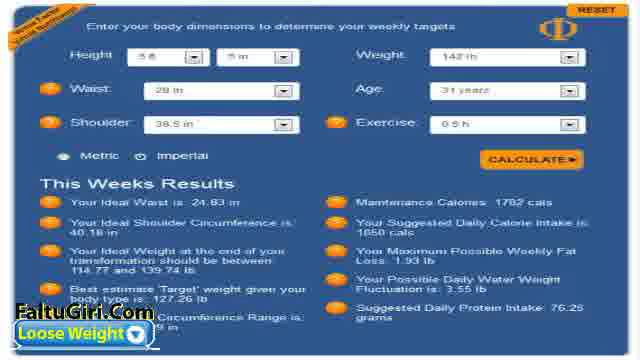 RESET
Enter your body dimensions to determine your weekly targets
Height
5 in
Weight:
142 lb
Waist:
Age:
31 years
Shoulder:
38.5 in
Exercise:
0.5 h
Metric
Imperial
CALCULATE
This Weeks Results
Your Ideal Waist is: 24.83 in
Your Ideal Shoulder Circumference is:
40.18 in
Your Ideal Weight at the end of your
transformation should be between
114.77 and 139.74 lb
Best estimate 'Target' weight given your
body type is: 127.26 lb
Circumference Range is:
Maintenance Calories: 1782 cals
Your Suggested Daily Calorie Intake is:
cals
Your Maximum Possible Weekly Fat
Loss: 1.93 lb
Your Possible Daily Water Weight
Fluctuation is: 3.55 lb
Suggested Daily Protein Intake: 76.25
grams
FaltuGiri.Com
Loose Weight